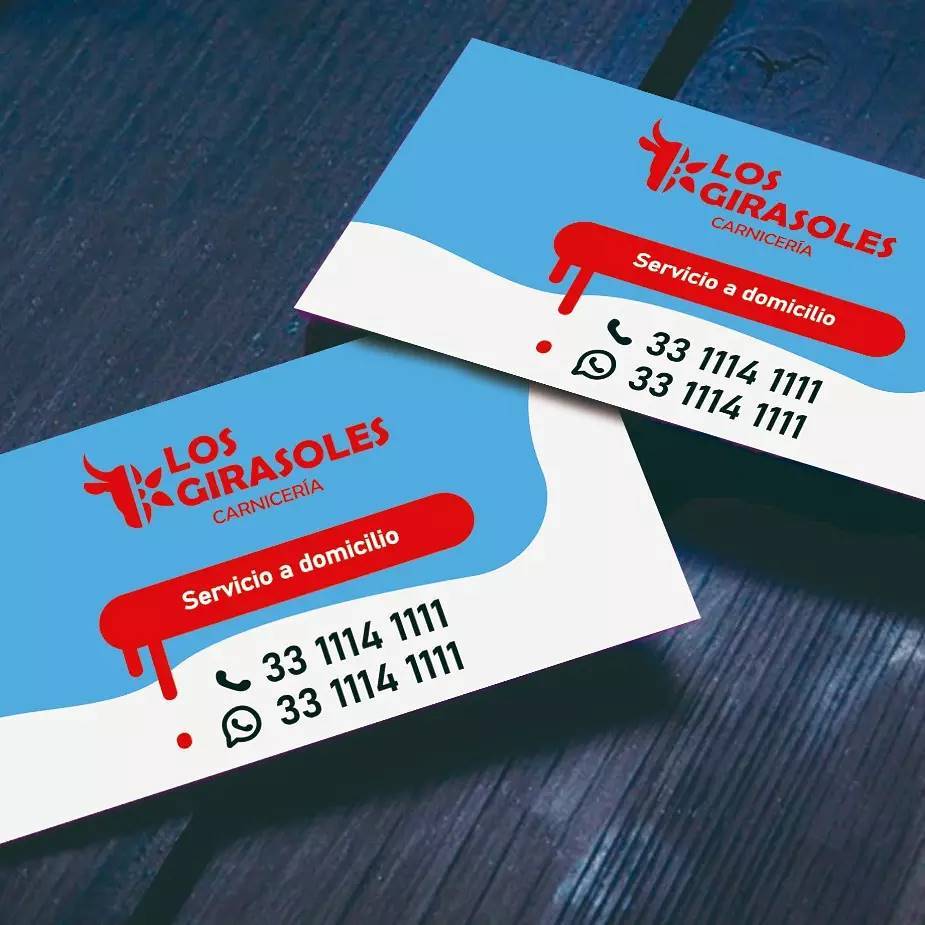 LOS
GIRASOLES
CARNICERÍA
Servicio a domicilio
33 1114 1111
33 1114 1111
LOS
GIRASOLES
CARNICERÍA
Servicio a domicilio
33 1114 1111
33 1114 1111